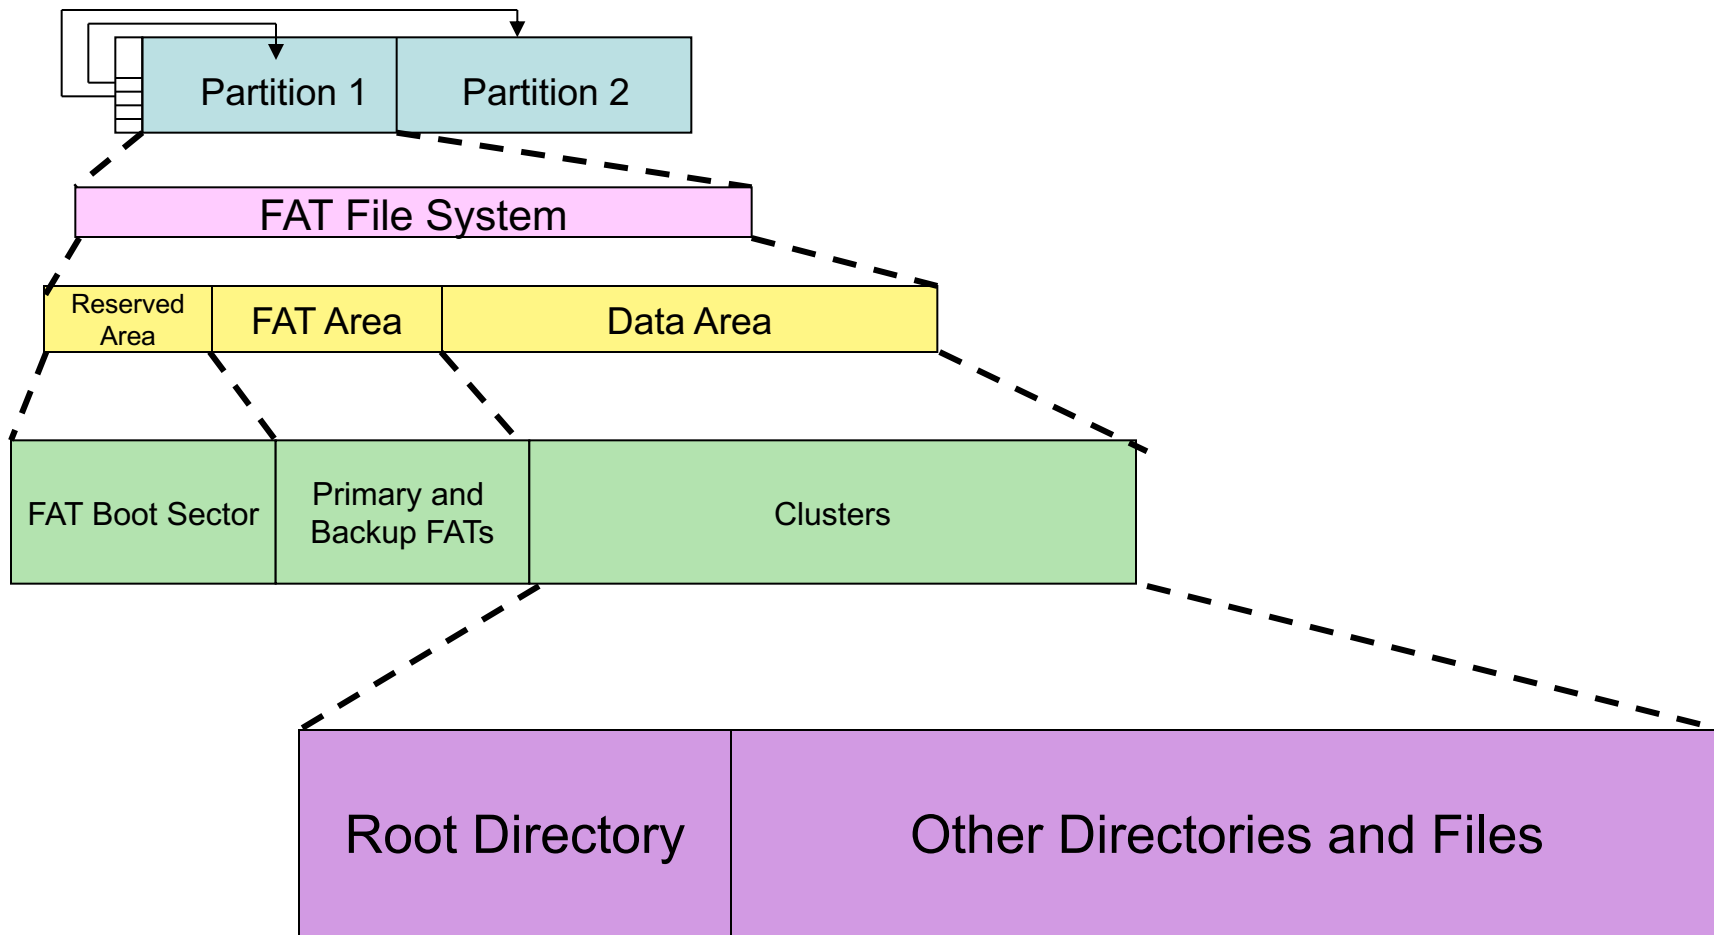 Partition 1
Partition 2
FAT File System
Reserved
Area
FAT Area
Data Area
FAT Boot Sector
Primary and
Backup FATs
Clusters
Root Directory
Other Directories and Files